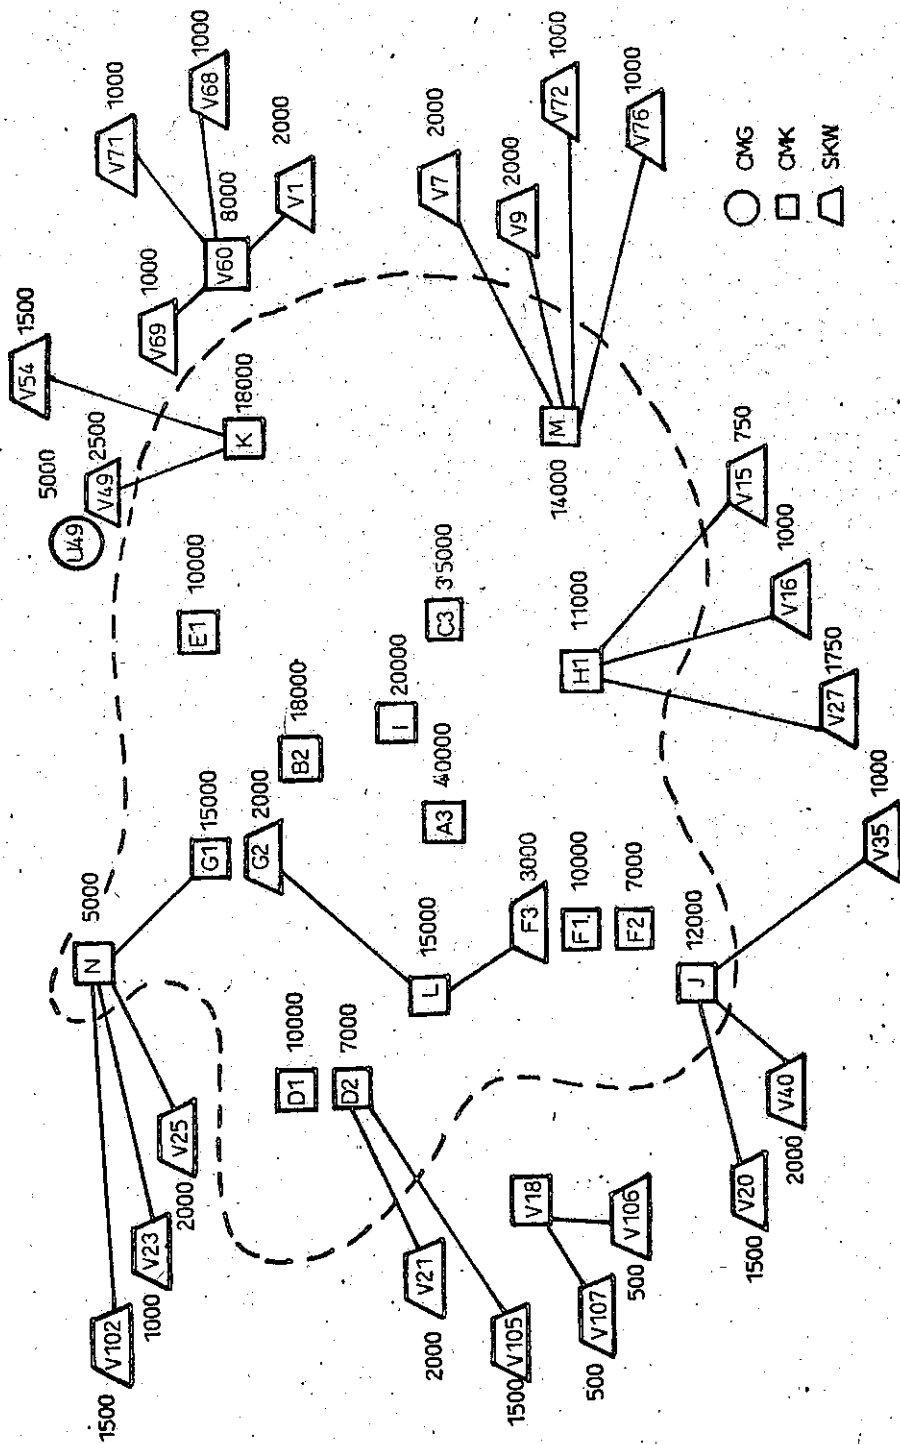 V54
1500
5000
U49
V49
2500
N
5000
V102
1500
V23
1000
V25
2000
V71
1000
V69
1000
V60
8000
V68
1000
V1
2000
K
18000
E1
10000
G1
15000
G2
2000
B2
18000
D1
10000
D2
7000
I
20000
V21
2000
L
15000
A3
40000
C3
35000
V7
2000
V9
2000
V72
1000
V76
1000
M
14000
V105
1500
F3
3000
V18
V107
500
V106
500
F1
10000
F2
7000
H1
11000
J
12000
V15
750
V16
1000
V27
1750
V20
1500
V40
2000
V35
1000
CMG
CMK
SKW